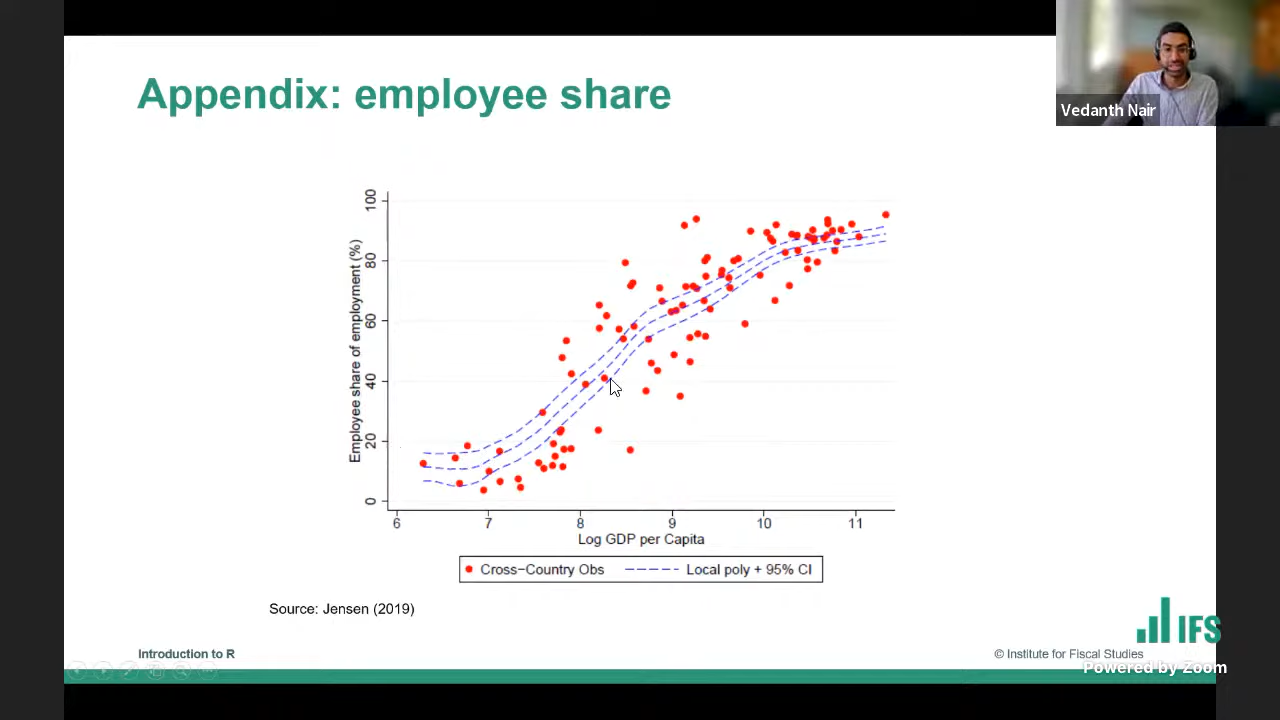 Appendix: employee share
Vedanth Nair
100
80
60
40
20
0
Employee share of employment (%)
6 7 8 9 10 11
Log GDP per Capita
Cross-Country Obs Local poly + 95% CI
Source: Jensen (2019)
IFS
Introduction to R
© Institute for Fiscal Studies
Powered by Zoom